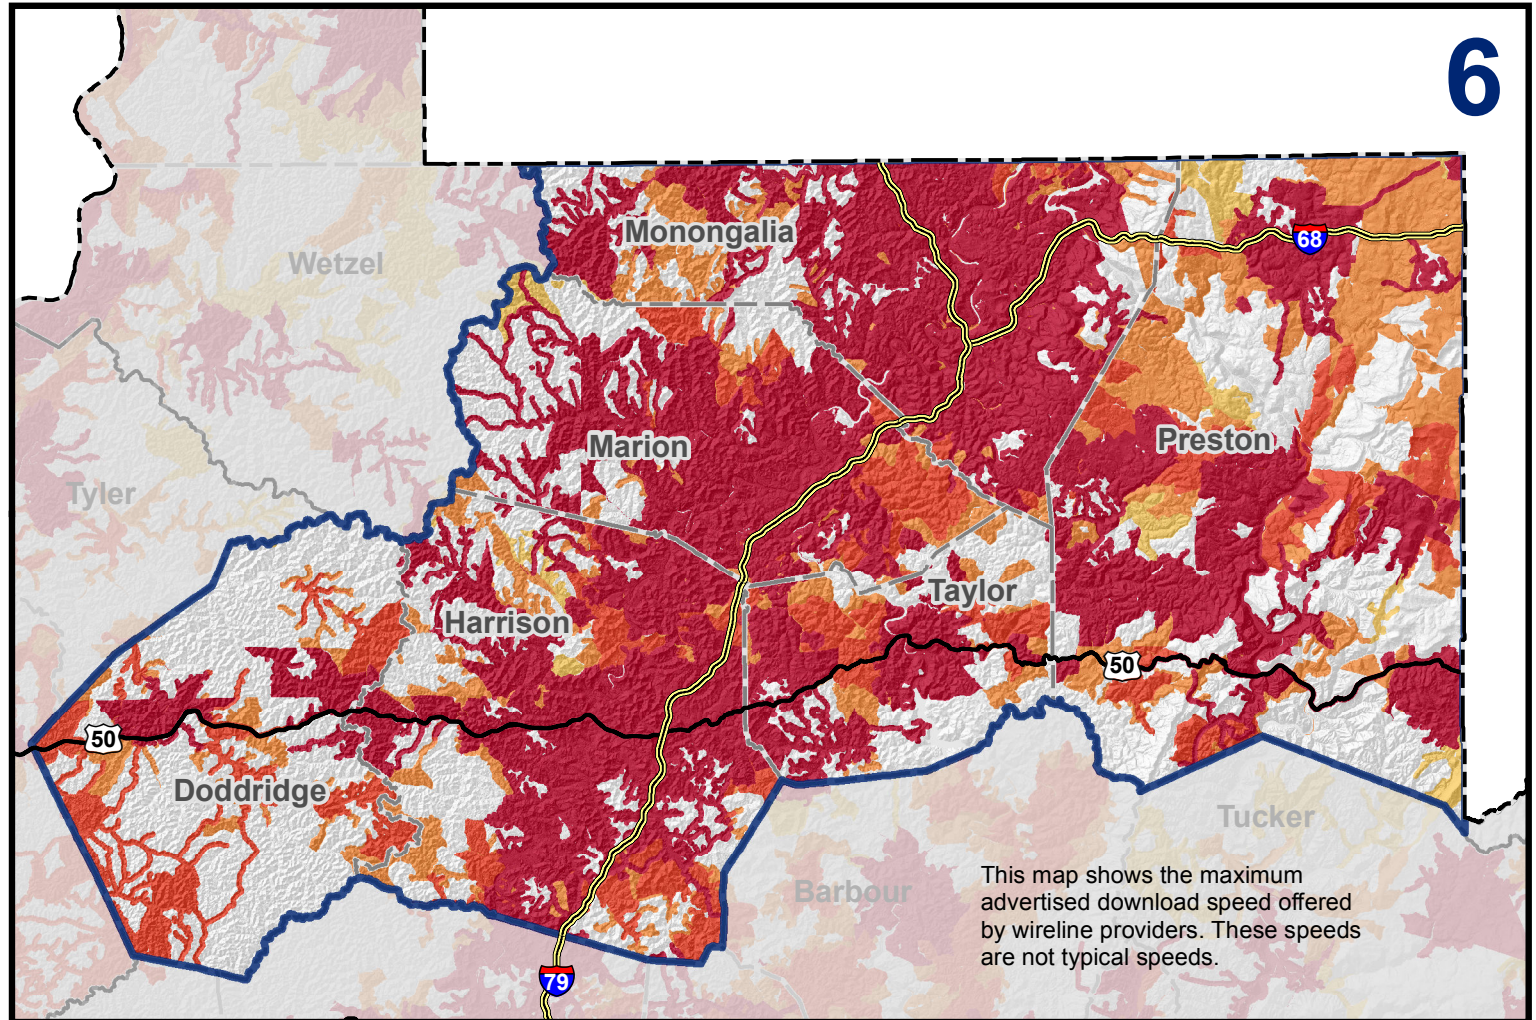 6
Monongalia
68
Wetzel
Marion
Preston
Tyler
Taylor
Harrison
50
50
Doddridge
Tucker
Barbour
This map shows the maximum
advertised download speed offered
by wireline providers. These speeds
are not typical speeds.
79